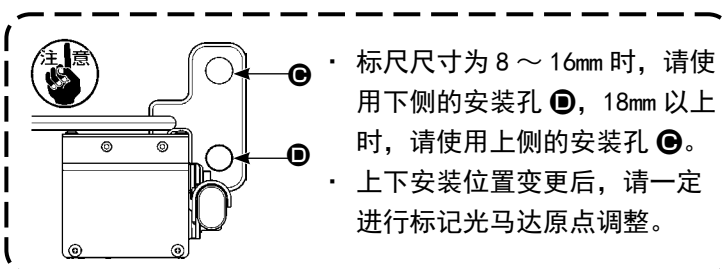 注意
🅒
🅓
· 标尺尺寸为 8 ～ 16mm 时，请使
用下侧的安装孔 🅓，18mm 以上
时，请使用上侧的安装孔 🅒。
· 上下安装位置变更后，请一定
进行标记光马达原点调整。